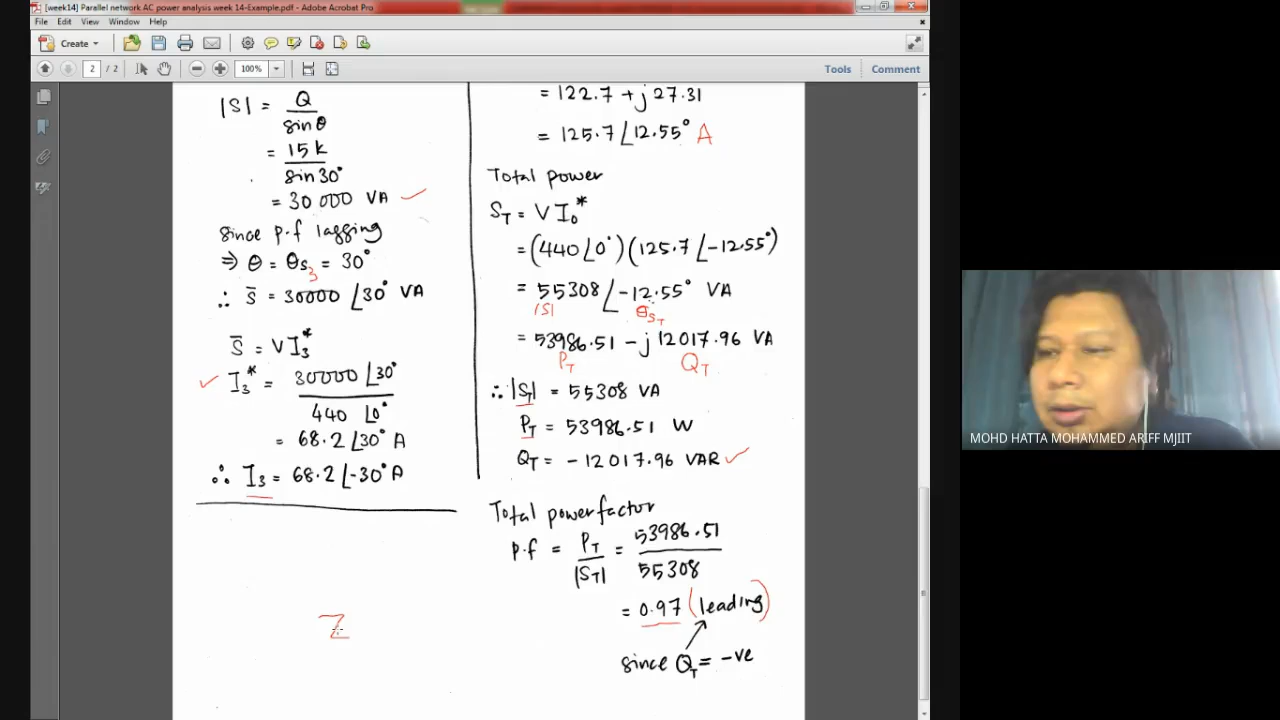 [week14] Parallel network AC power analysis week 14-Example.pdf - Adobe Acrobat Pro
File Edit View Window Help
Create
2 / 2 100% Tools Comment
|S| = Q / sin θ
= 15k / sin 30°
= 30 000 VA ✓
since p.f lagging
⇒ θ = θs3 = 30°
∴ S̅ = 30000 ∠30° VA
S̅ = V I3*
✓ I3* = 30000 ∠30° / 440 ∠0°
= 68.2 ∠30° A
∴ I3 = 68.2 ∠-30° A
Z
= 122.7 + j 27.31
= 125.7 ∠12.55° A
Total power
ST = V I0*
= (440 ∠0°)(125.7 ∠-12.55°)
= 55308 ∠-12.55° VA
|S| θST
= 53986.51 - j 12017.96 VA
PT QT
∴ |ST| = 55308 VA
PT = 53986.51 W
QT = - 12017.96 VAR ✓
Total power factor
p.f = PT / |ST| = 53986.51 / 55308
= 0.97 (leading)
since QT = -ve
MOHD HATTA MOHAMMED ARIFF MJIIT